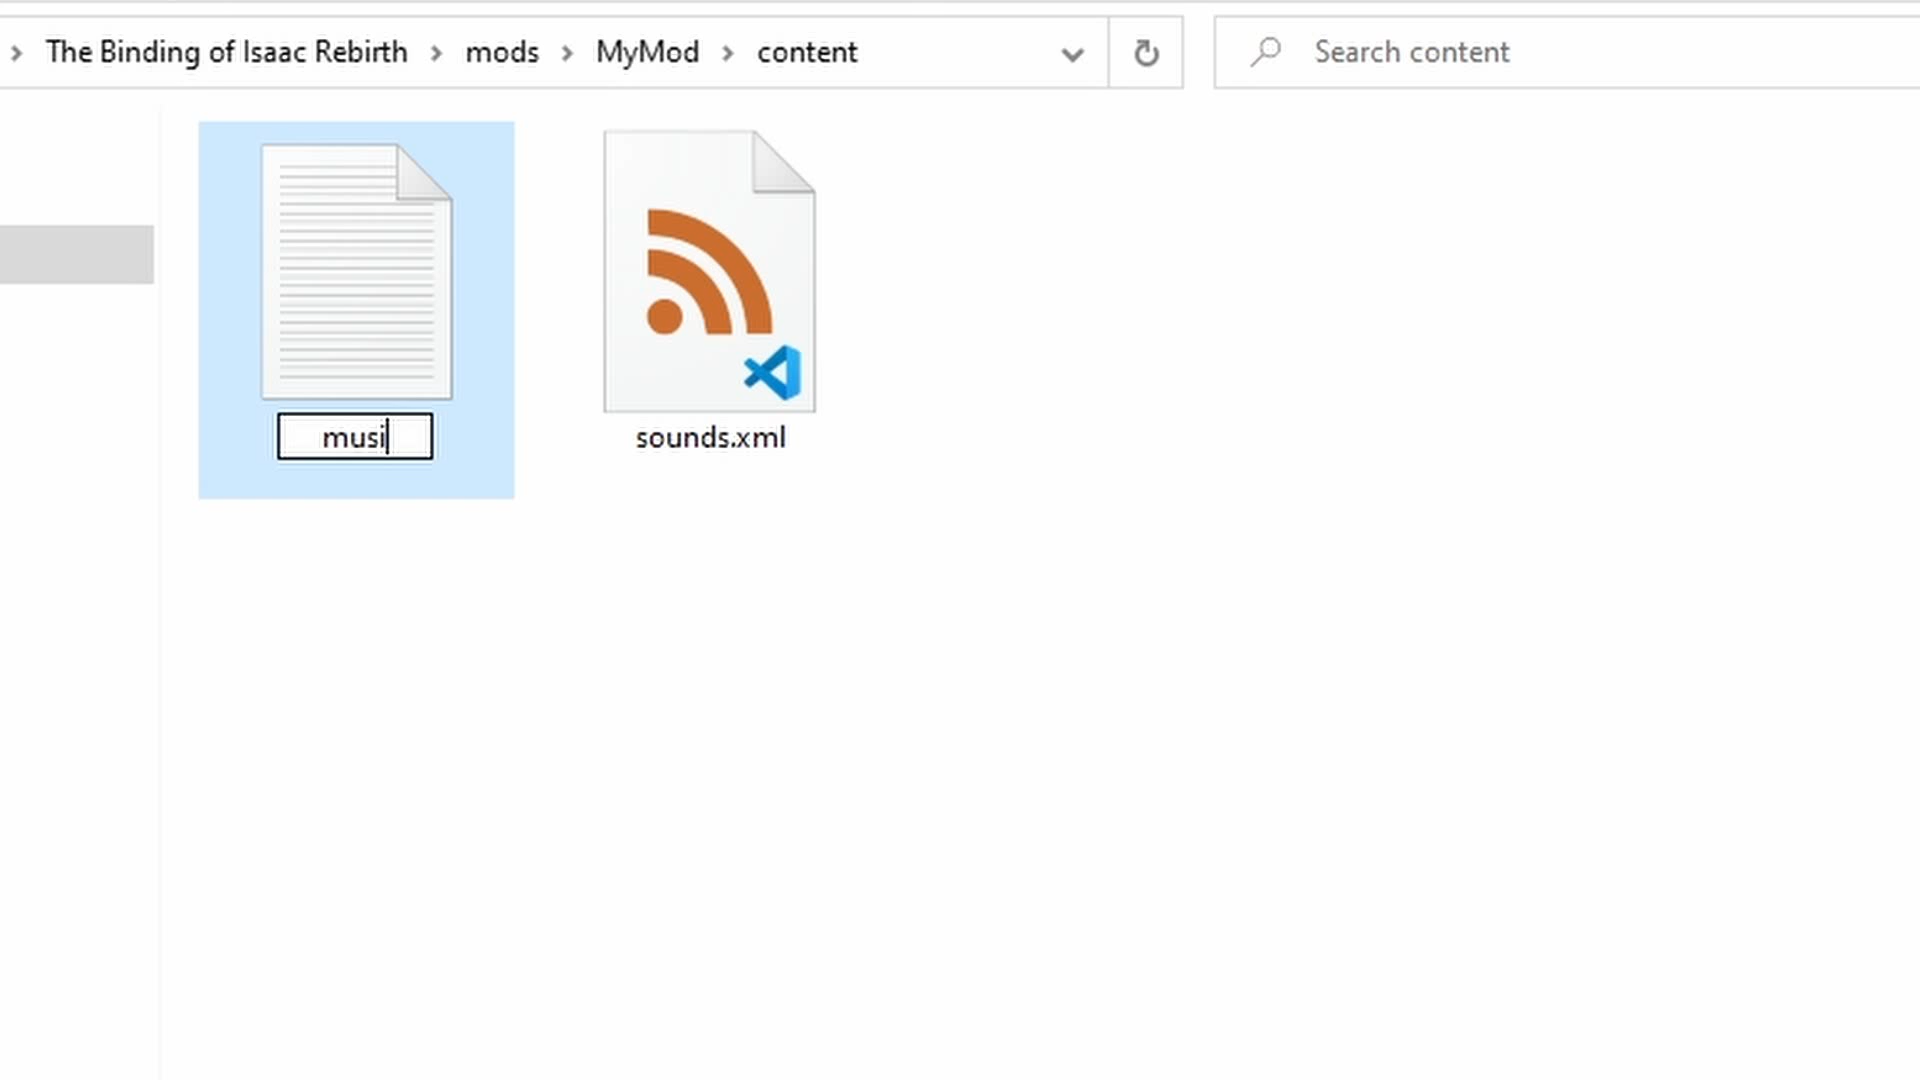 The Binding of Isaac Rebirth > mods > MyMod > content
Search content
musi
sounds.xml